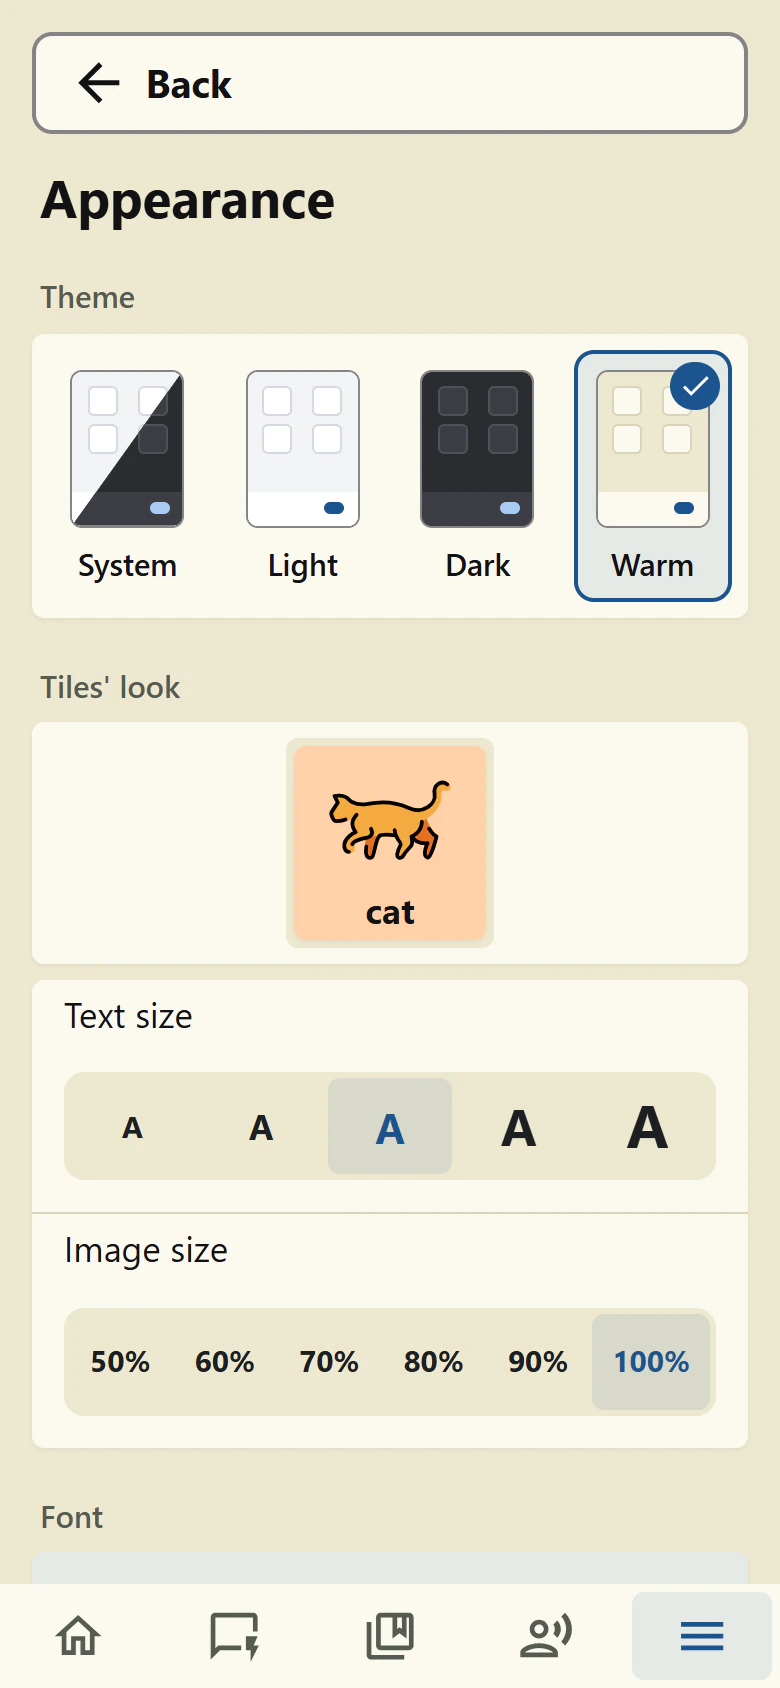 Back
Appearance
Theme
System Light Dark Warm
Tiles' look
cat
Text size
A A A A A
Image size
50% 60% 70% 80% 90% 100%
Font